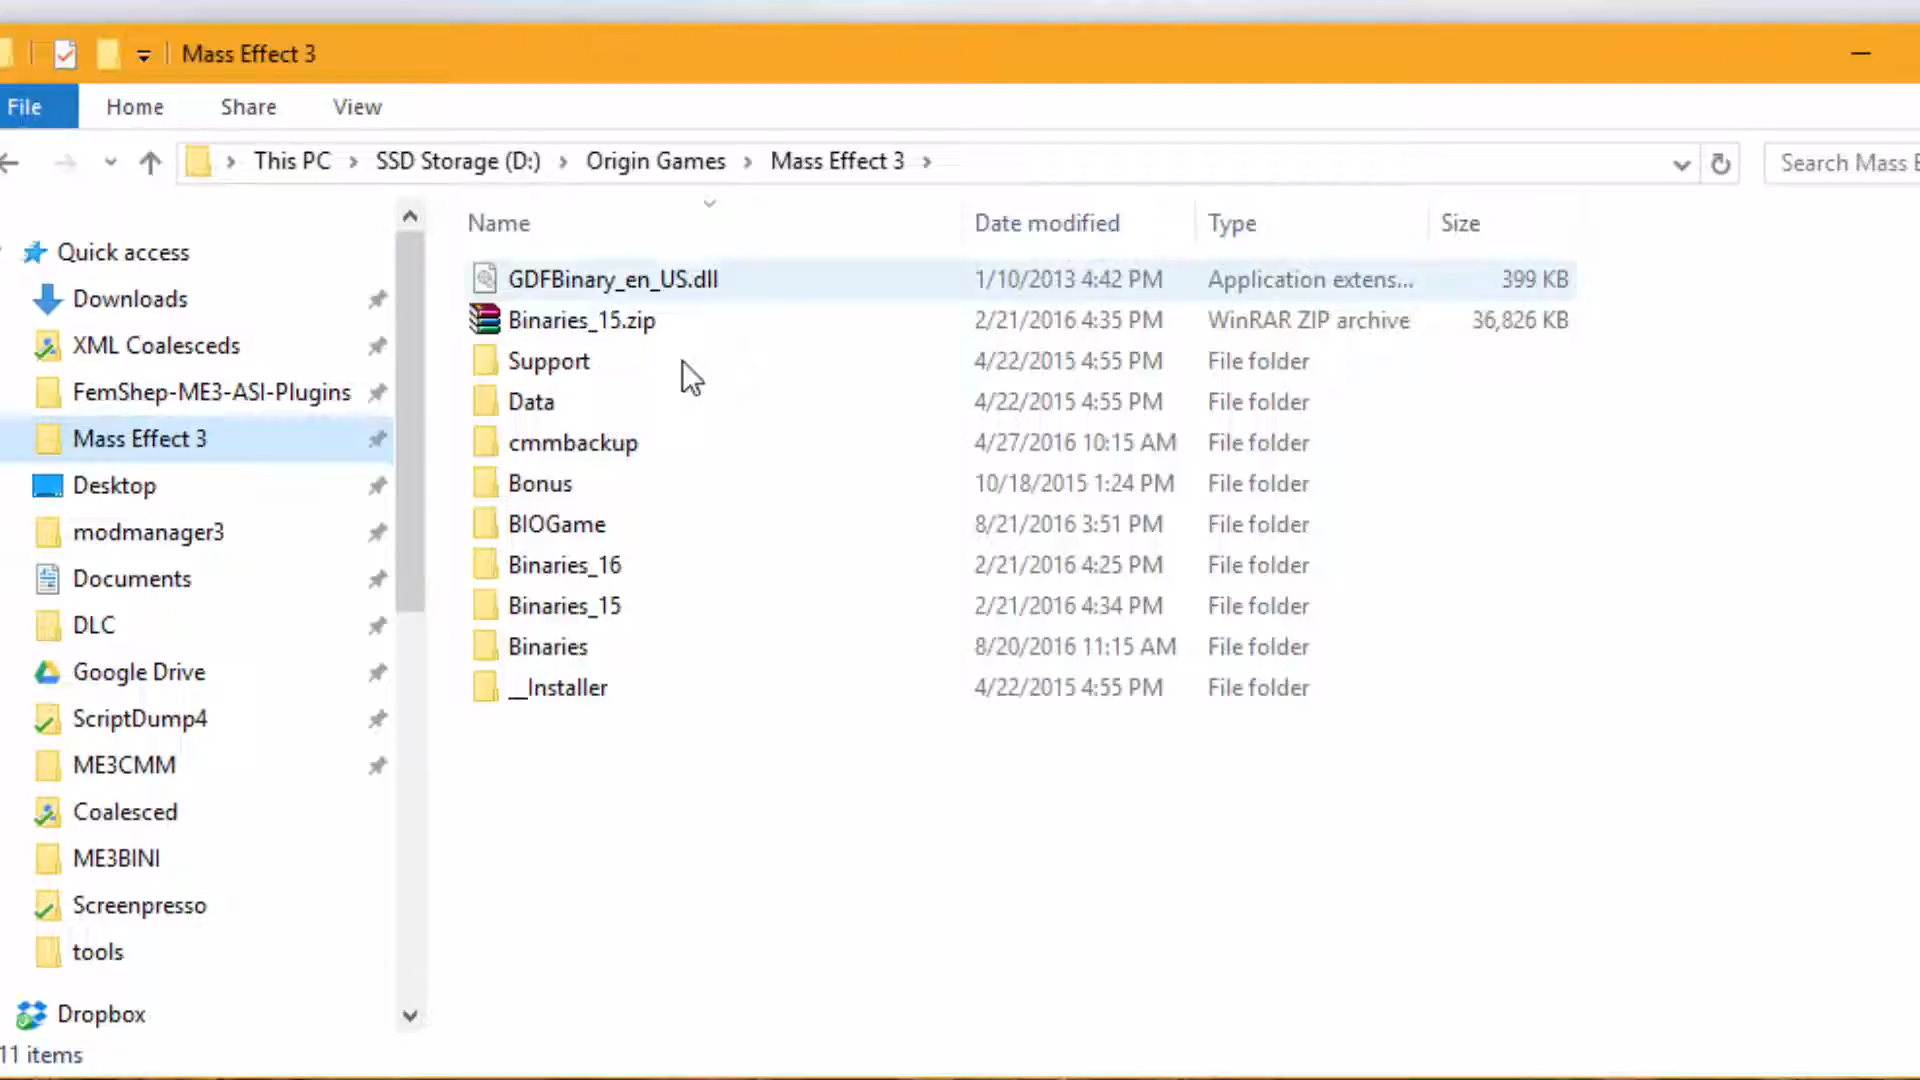 Mass Effect 3
File Home Share View
This PC SSD Storage (D:) Origin Games Mass Effect 3
Search Mass E
Name Date modified Type Size
Quick access
Downloads
XML Coalesceds
FemShep-ME3-ASI-Plugins
Mass Effect 3
Desktop
modmanager3
Documents
DLC
Google Drive
ScriptDump4
ME3CMM
Coalesced
ME3BINI
Screenpresso
tools
Dropbox
GDFBinary_en_US.dll 1/10/2013 4:42 PM Application extens... 399 KB
Binaries_15.zip 2/21/2016 4:35 PM WinRAR ZIP archive 36,826 KB
Support 4/22/2015 4:55 PM File folder
Data 4/22/2015 4:55 PM File folder
cmmbackup 4/27/2016 10:15 AM File folder
Bonus 10/18/2015 1:24 PM File folder
BIOGame 8/21/2016 3:51 PM File folder
Binaries_16 2/21/2016 4:25 PM File folder
Binaries_15 2/21/2016 4:34 PM File folder
Binaries 8/20/2016 11:15 AM File folder
__Installer 4/22/2015 4:55 PM File folder
11 items